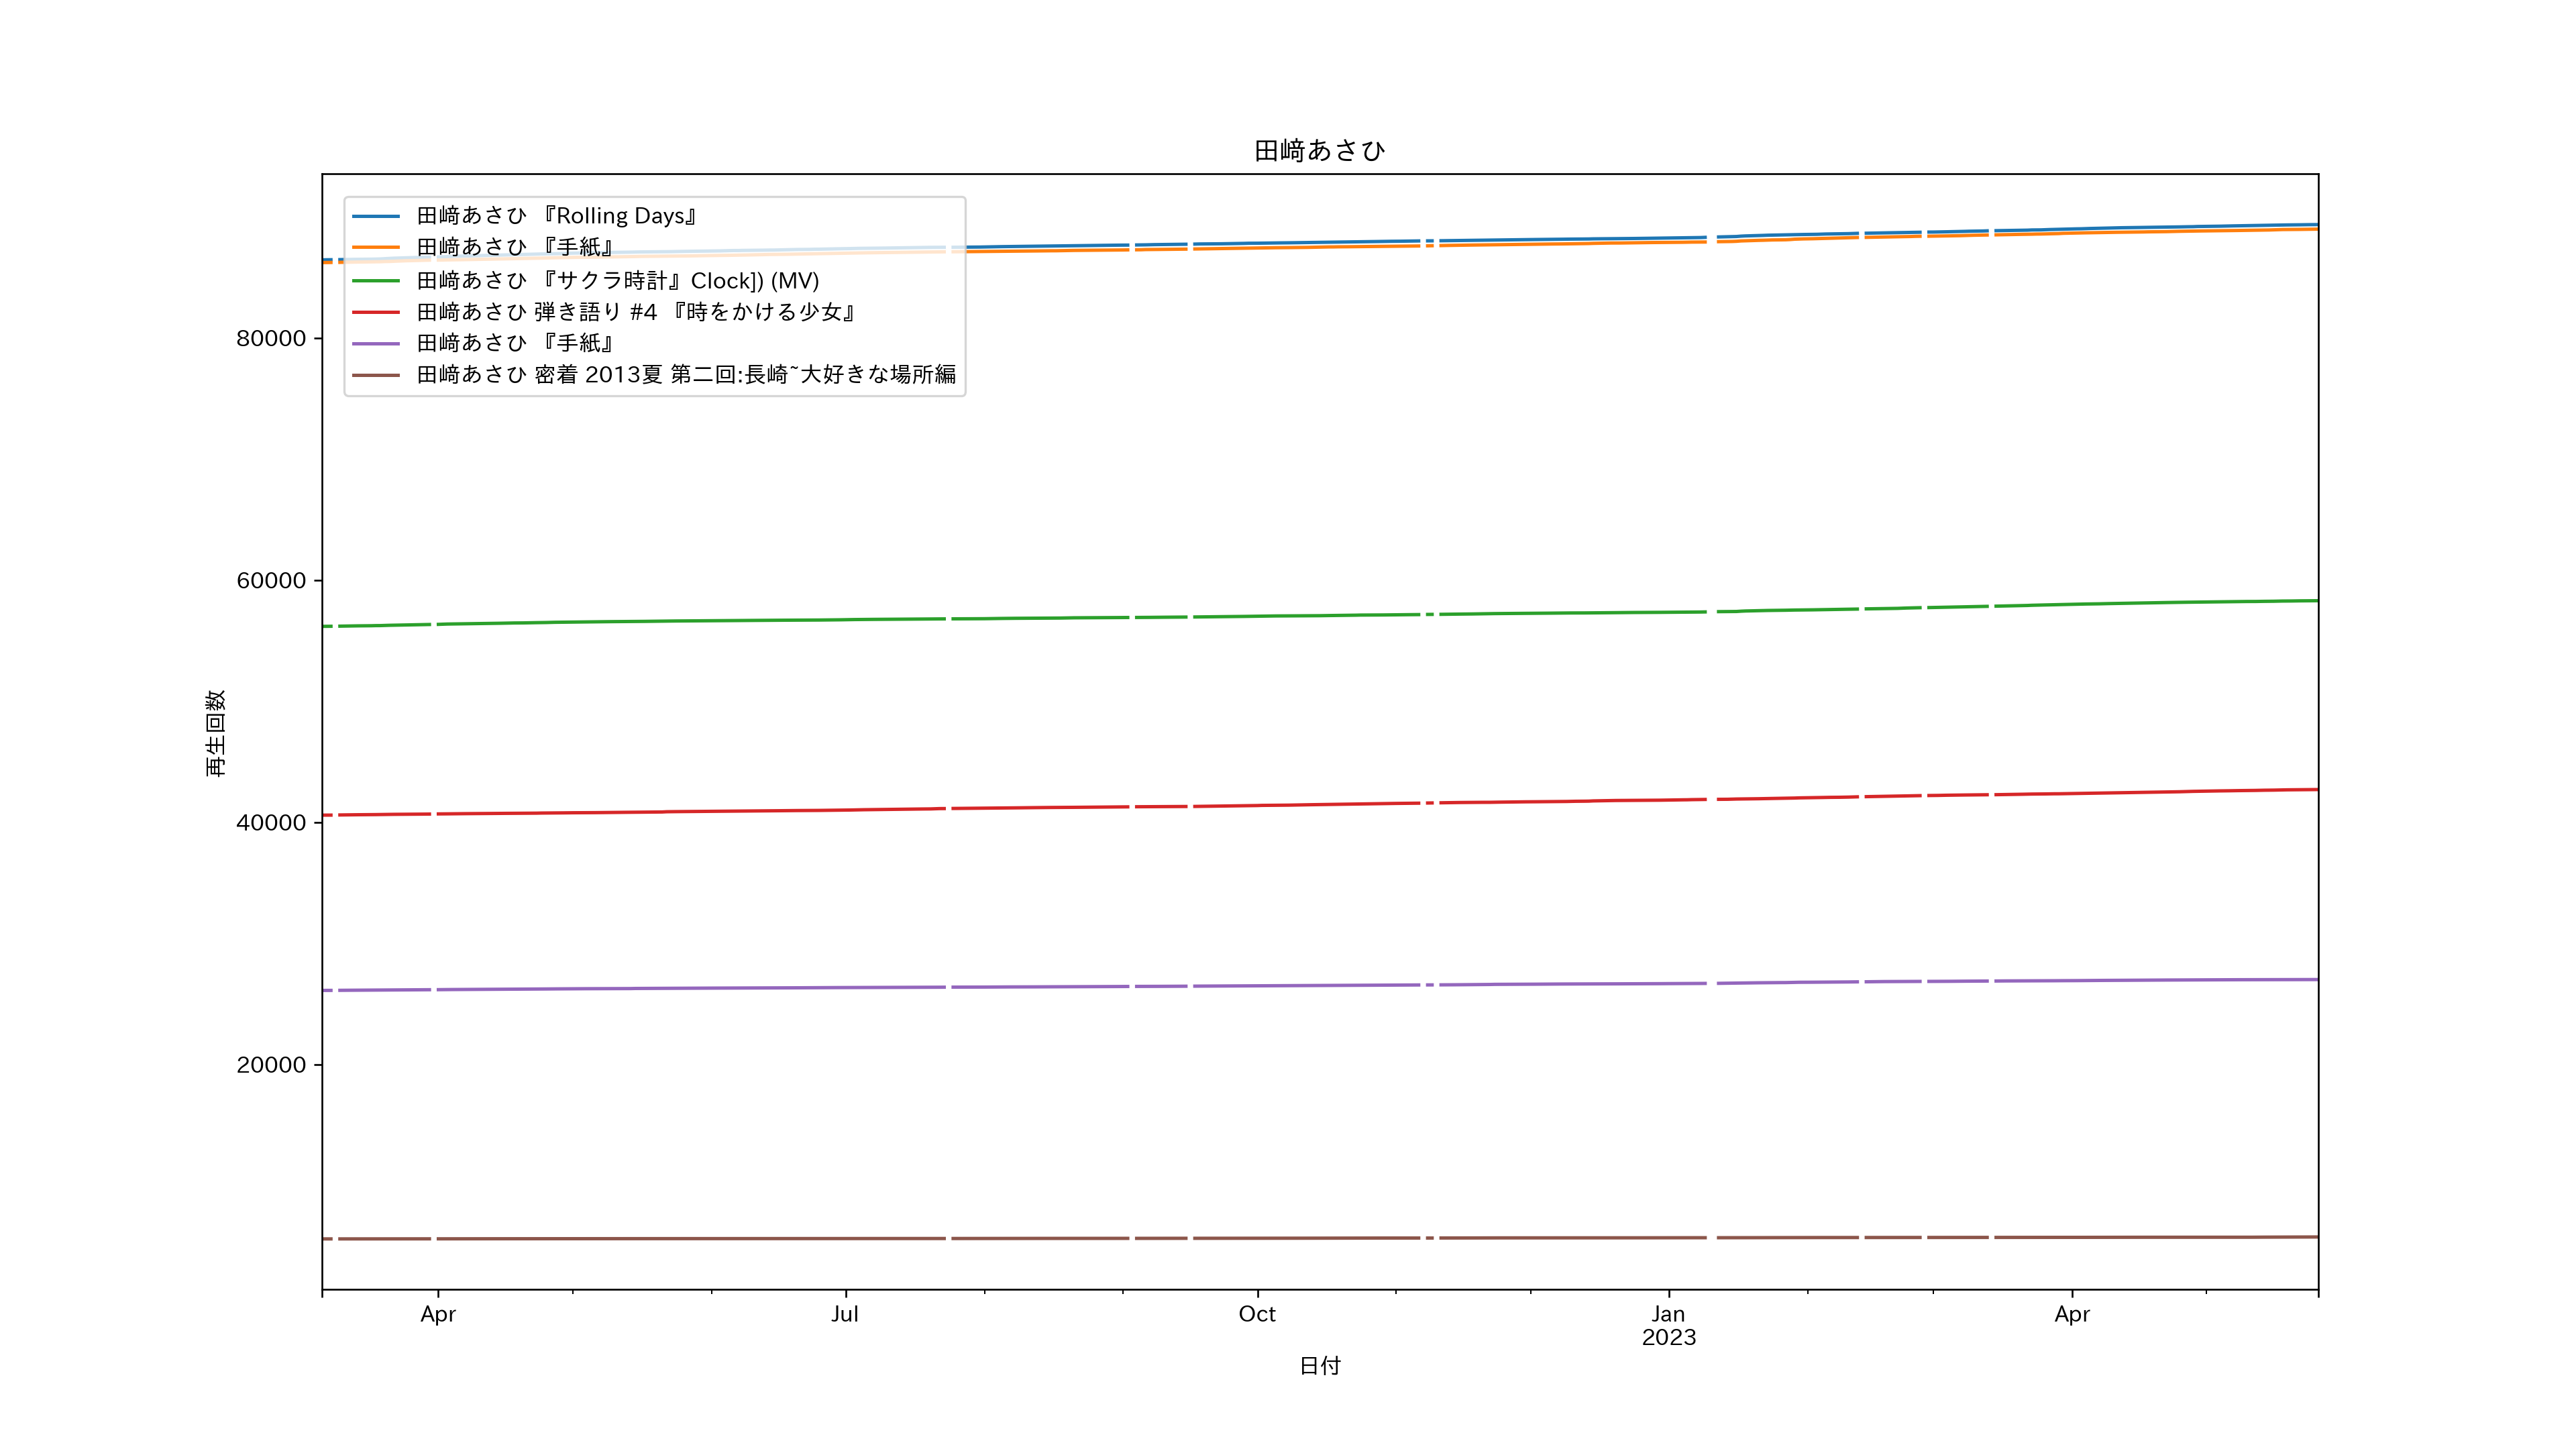 田﨑あさひ
田﨑あさひ 『Rolling Days』
田﨑あさひ 『手紙』
田﨑あさひ 『サクラ時計』Clock]) (MV)
田﨑あさひ 弾き語り #4 『時をかける少女』
田﨑あさひ 『手紙』
田﨑あさひ 密着 2013夏 第二回:長崎~大好きな場所編
80000
60000
40000
20000
再生回数
Apr
Jul
Oct
Jan
2023
Apr
日付